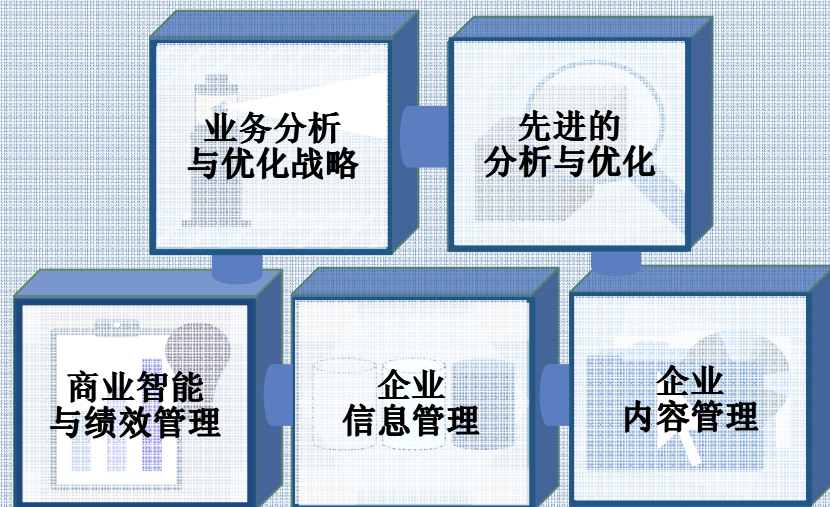 业务分析
与优化战略
先进的
分析与优化
商业智能
与绩效管理
企业
信息管理
企业
内容管理